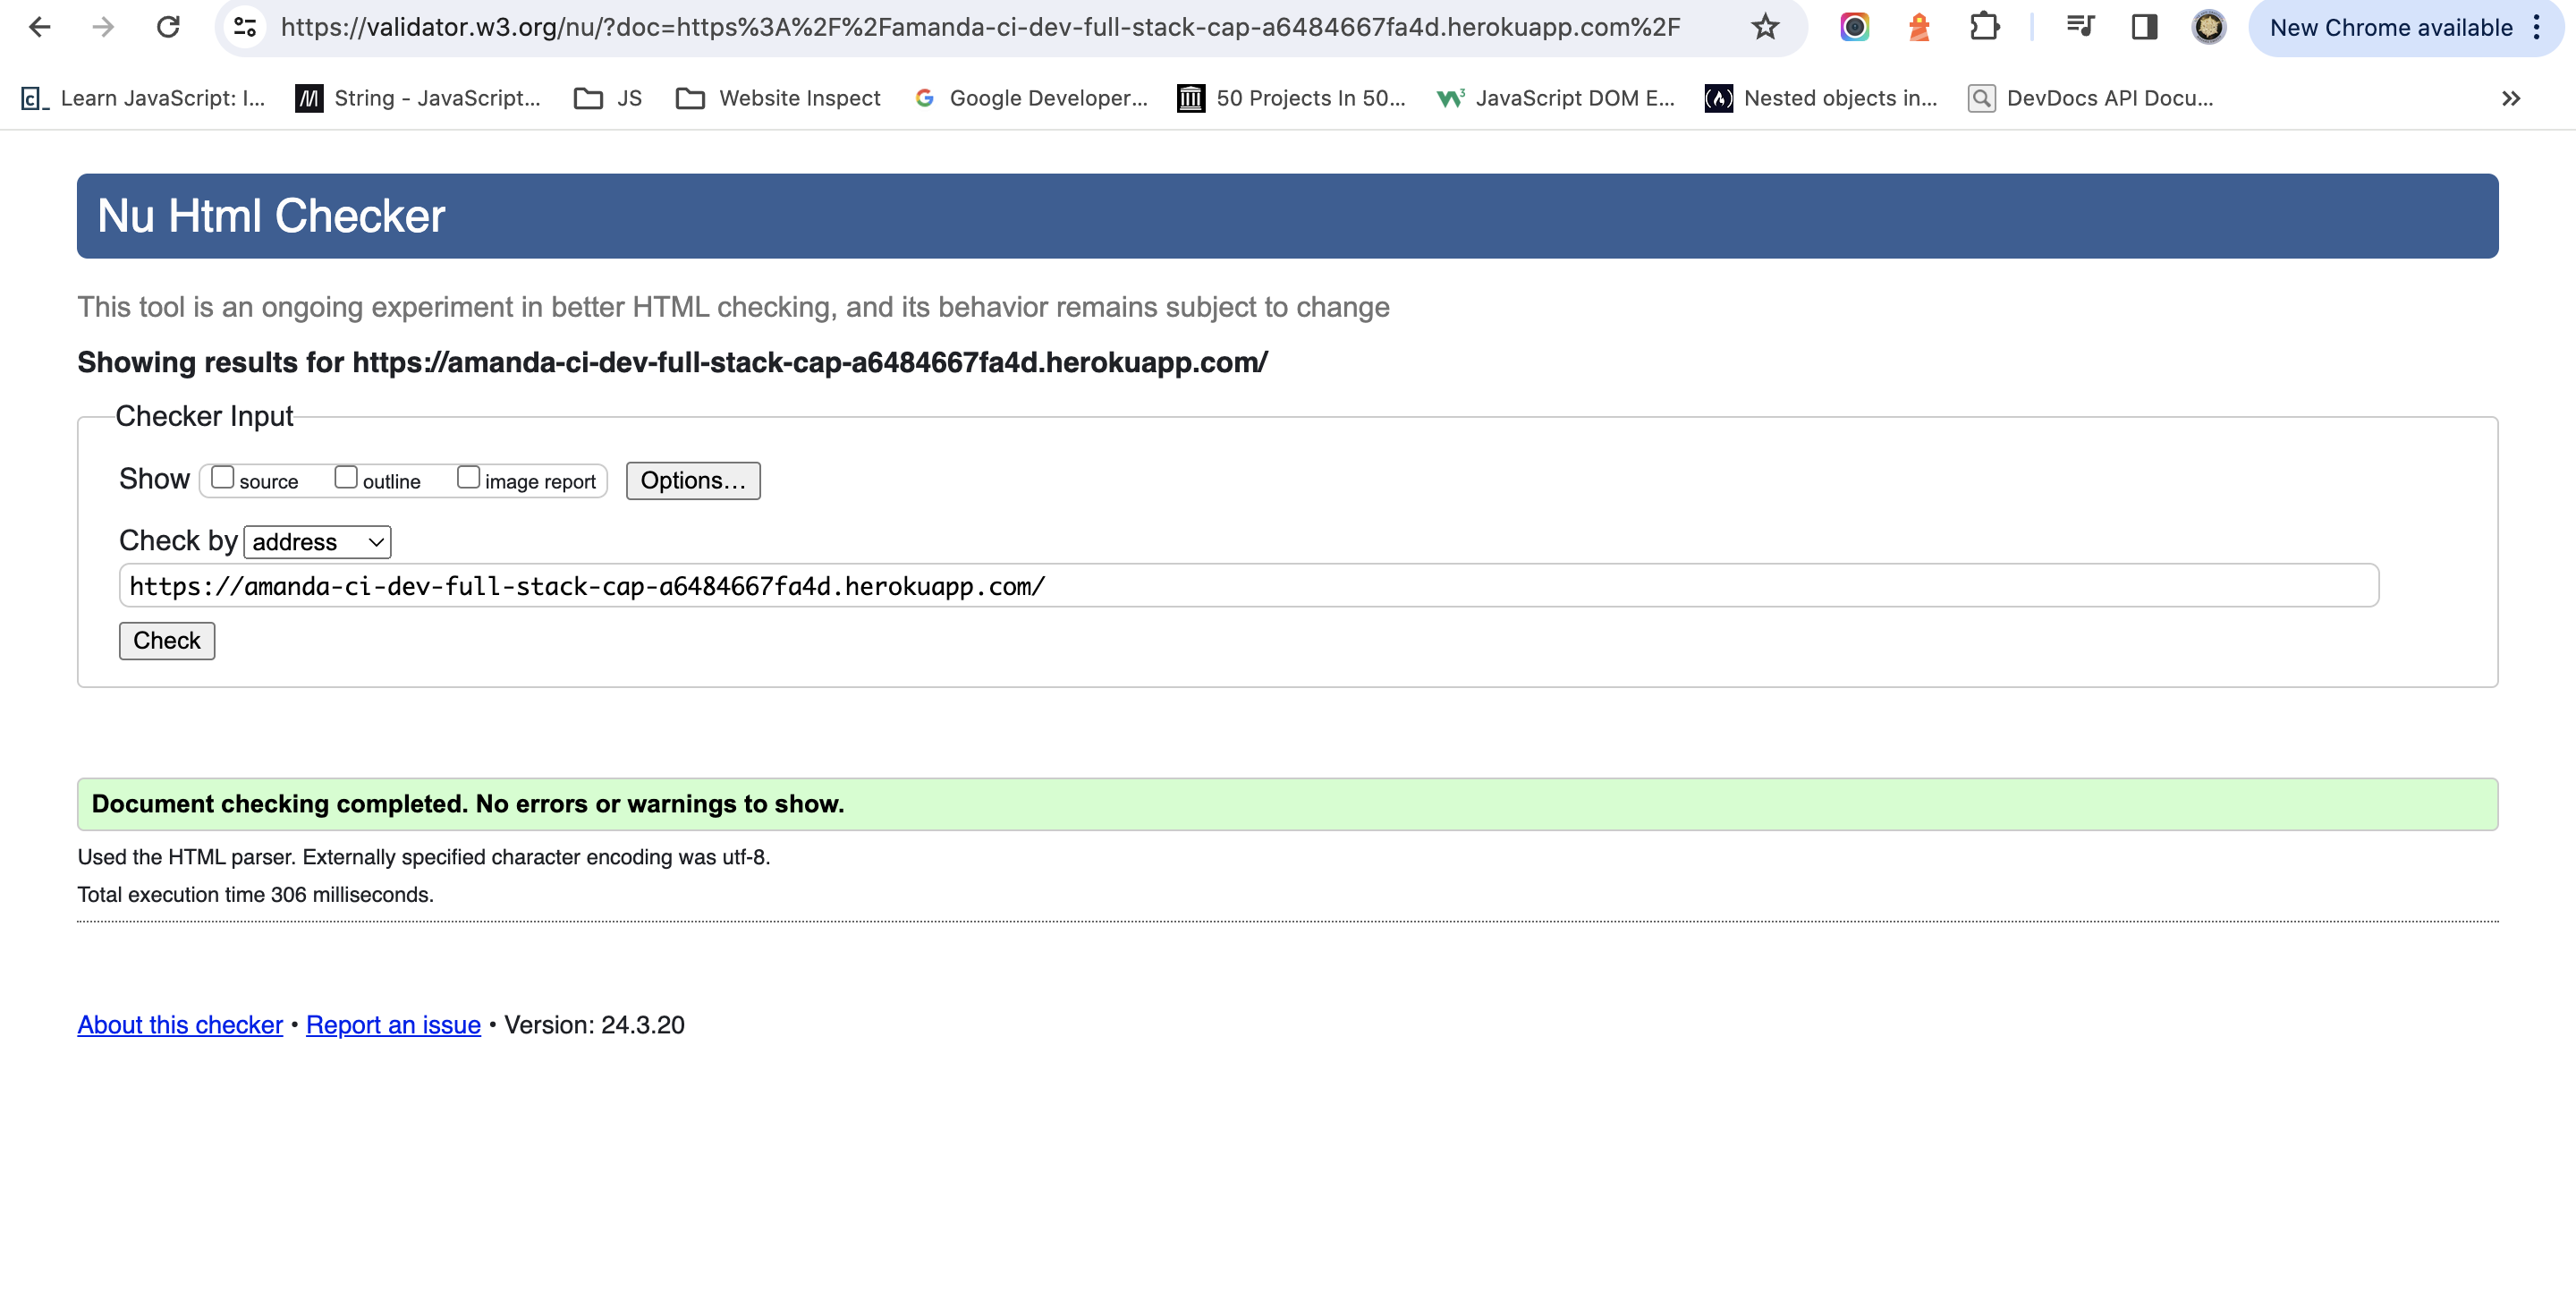 https://validator.w3.org/nu/?doc=https%3A%2F%2Famanda-ci-dev-full-stack-cap-a6484667fa4d.herokuapp.com%2F
New Chrome available
Learn JavaScript: I...
String - JavaScript...
JS
Website Inspect
Google Developer...
50 Projects In 50...
JavaScript DOM E...
Nested objects in...
DevDocs API Docu...
Nu Html Checker
This tool is an ongoing experiment in better HTML checking, and its behavior remains subject to change
Showing results for https://amanda-ci-dev-full-stack-cap-a6484667fa4d.herokuapp.com/
Checker Input
Show source outline image report Options...
Check by address
https://amanda-ci-dev-full-stack-cap-a6484667fa4d.herokuapp.com/
Check
Document checking completed. No errors or warnings to show.
Used the HTML parser. Externally specified character encoding was utf-8.
Total execution time 306 milliseconds.
About this checker • Report an issue • Version: 24.3.20